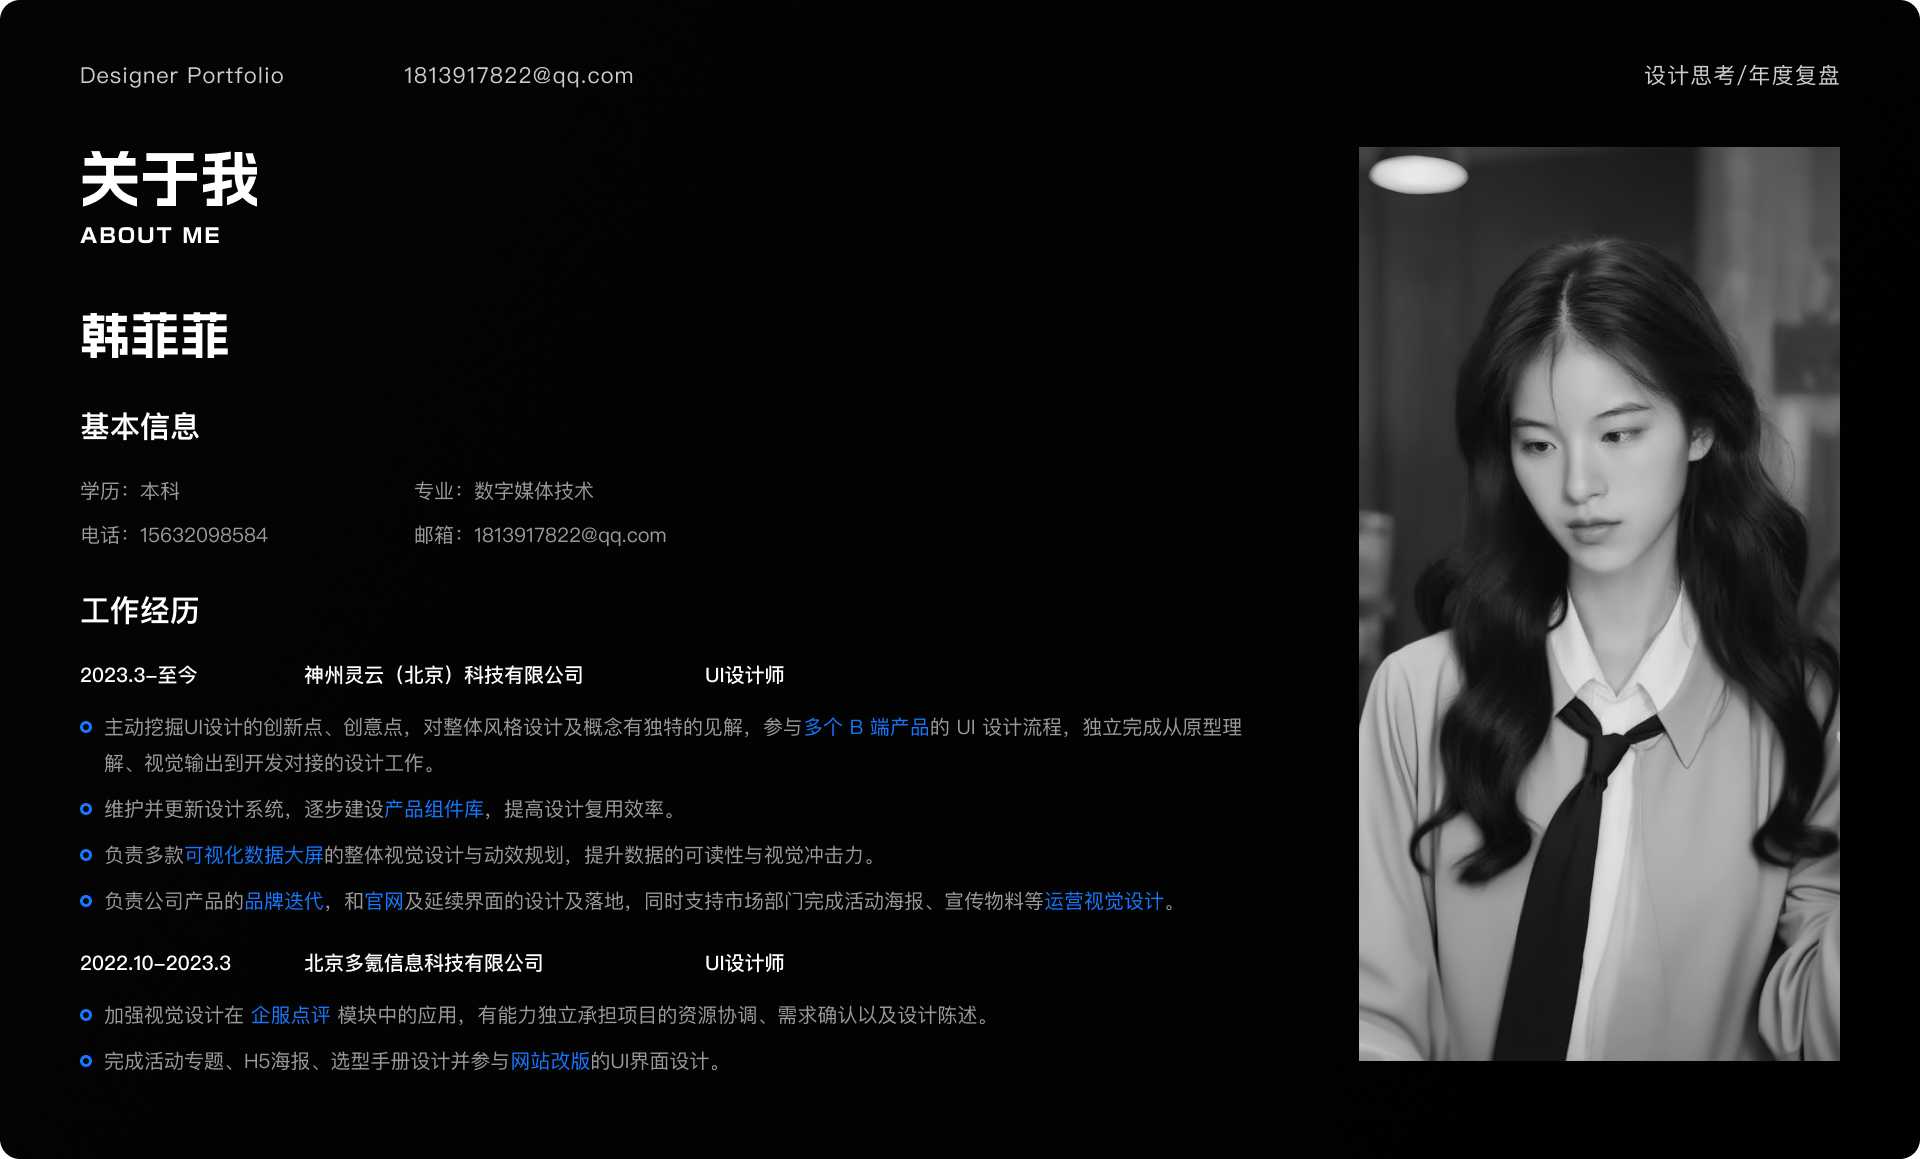 Designer Portfolio 1813917822@qq.com 设计思考/年度复盘
关于我
ABOUT ME
韩菲菲
基本信息
学历：本科 专业：数字媒体技术
电话：15632098584 邮箱：1813917822@qq.com
工作经历
2023.3-至今 神州灵云（北京）科技有限公司 UI设计师
主动挖掘UI设计的创新点、创意点，对整体风格设计及概念有独特的见解，参与多个 B 端产品的 UI 设计流程，独立完成从原型理
解、视觉输出到开发对接的设计工作。
维护并更新设计系统，逐步建设产品组件库，提高设计复用效率。
负责多款可视化数据大屏的整体视觉设计与动效规划，提升数据的可读性与视觉冲击力。
负责公司产品的品牌迭代，和官网及延续界面的设计及落地，同时支持市场部门完成活动海报、宣传物料等运营视觉设计。
2022.10-2023.3 北京多氪信息科技有限公司 UI设计师
加强视觉设计在 企服点评 模块中的应用，有能力独立承担项目的资源协调、需求确认以及设计陈述。
完成活动专题、H5海报、选型手册设计并参与网站改版的UI界面设计。